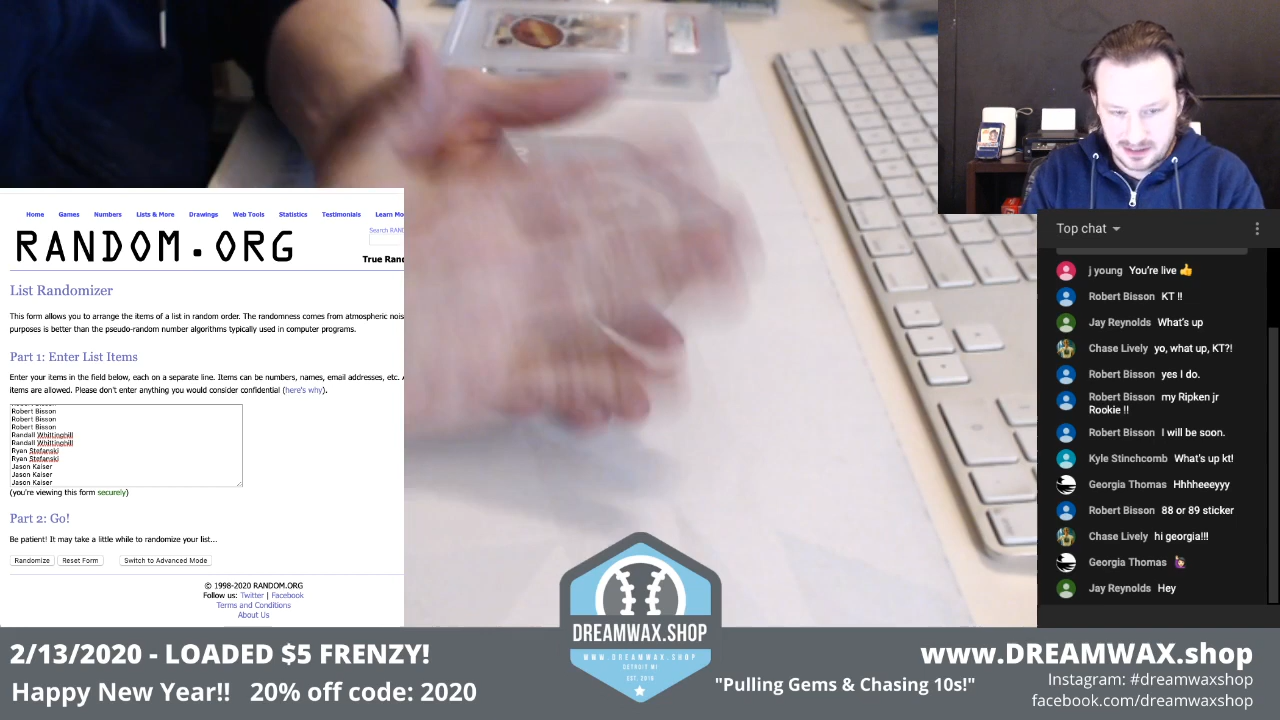 Home Games Numbers Lists & More Drawings Web Tools Statistics Testimonials Learn Mo
RANDOM.ORG
Search RAND
True Rand
List Randomizer
This form allows you to arrange the items of a list in random order. The randomness comes from atmospheric nois
purposes is better than the pseudo-random number algorithms typically used in computer programs.
Part 1: Enter List Items
Enter your items in the field below, each on a separate line. Items can be numbers, names, email addresses, etc. A
items are allowed. Please don't enter anything you would consider confidential (here's why).
Robert Bisson
Robert Bisson
Robert Bisson
Randall Whittinghill
Randall Whittinghill
Ryan Stefanski
Ryan Stefanski
Jason Kaiser
Jason Kaiser
Jason Kaiser
(you're viewing this form securely)
Part 2: Go!
Be patient! It may take a little while to randomize your list...
Randomize Reset Form Switch to Advanced Mode
© 1998-2020 RANDOM.ORG
Follow us: Twitter | Facebook
Terms and Conditions
About Us
Top chat
j young You're live 👍
Robert Bisson KT !!
Jay Reynolds What's up
Chase Lively yo, what up, KT?!
Robert Bisson yes I do.
Robert Bisson my Ripken jr
Rookie !!
Robert Bisson I will be soon.
Kyle Stinchcomb What's up kt!
Georgia Thomas Hhhheeeyyy
Robert Bisson 88 or 89 sticker
Chase Lively hi georgia!!!
Georgia Thomas 🙋🏻‍♀️
Jay Reynolds Hey
2/13/2020 - LOADED $5 FRENZY!
Happy New Year!! 20% off code: 2020
DREAMWAX.SHOP
WWW.DREAMWAX.SHOP
DETROIT MI
EST. 2018
"Pulling Gems & Chasing 10s!"
www.DREAMWAX.shop
Instagram: #dreamwaxshop
facebook.com/dreamwaxshop